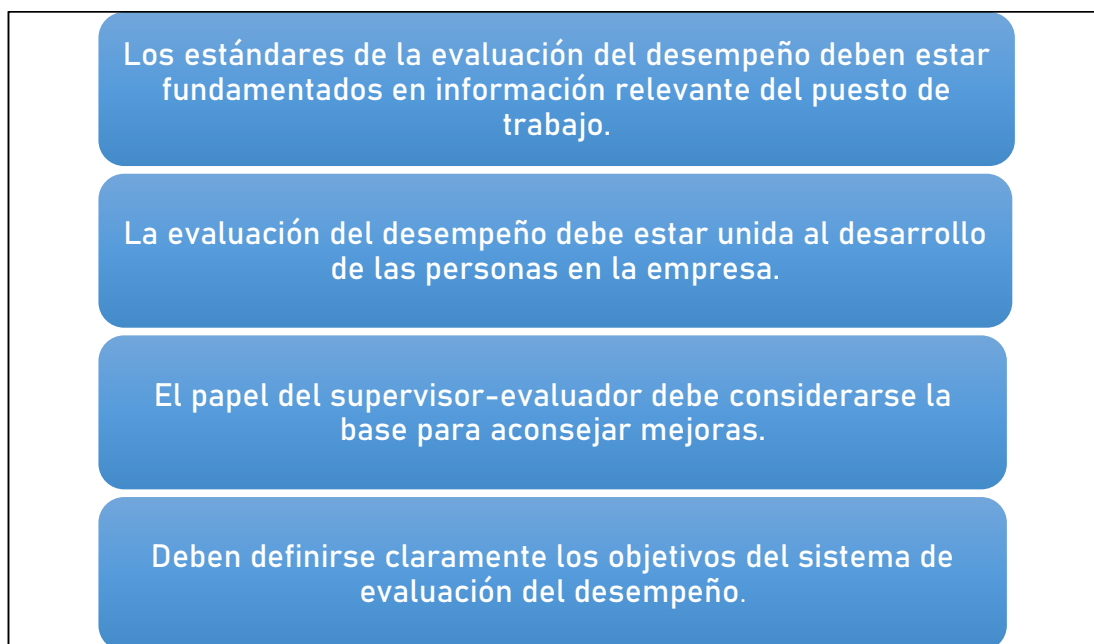 Los estándares de la evaluación del desempeño deben estar
fundamentados en información relevante del puesto de
trabajo.
La evaluación del desempeño debe estar unida al desarrollo
de las personas en la empresa.
El papel del supervisor-evaluador debe considerarse la
base para aconsejar mejoras.
Deben definirse claramente los objetivos del sistema de
evaluación del desempeño.